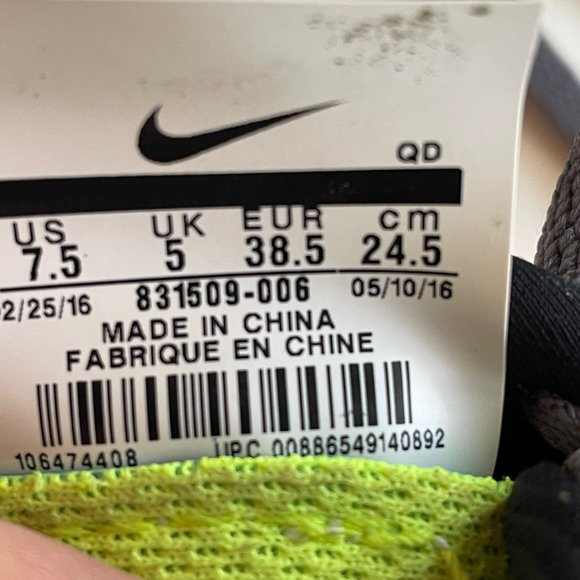 QD
US UK EUR cm
7.5 5 38.5 24.5
2/25/16 831509-006 05/10/16
MADE IN CHINA
FABRIQUE EN CHINE
106474408 UPC 00886549140892